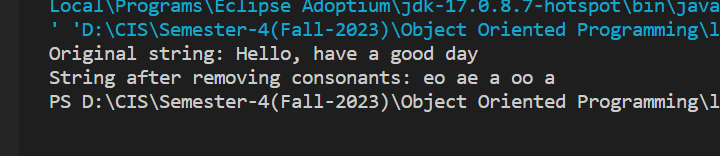 Local\Programs\Eclipse Adoptium\jdk-17.0.8.7-hotspot\bin\java
' 'D:\CIS\Semester-4(Fall-2023)\Object Oriented Programming\l
Original string: Hello, have a good day
String after removing consonants: eo ae a oo a
PS D:\CIS\Semester-4(Fall-2023)\Object Oriented Programming\l